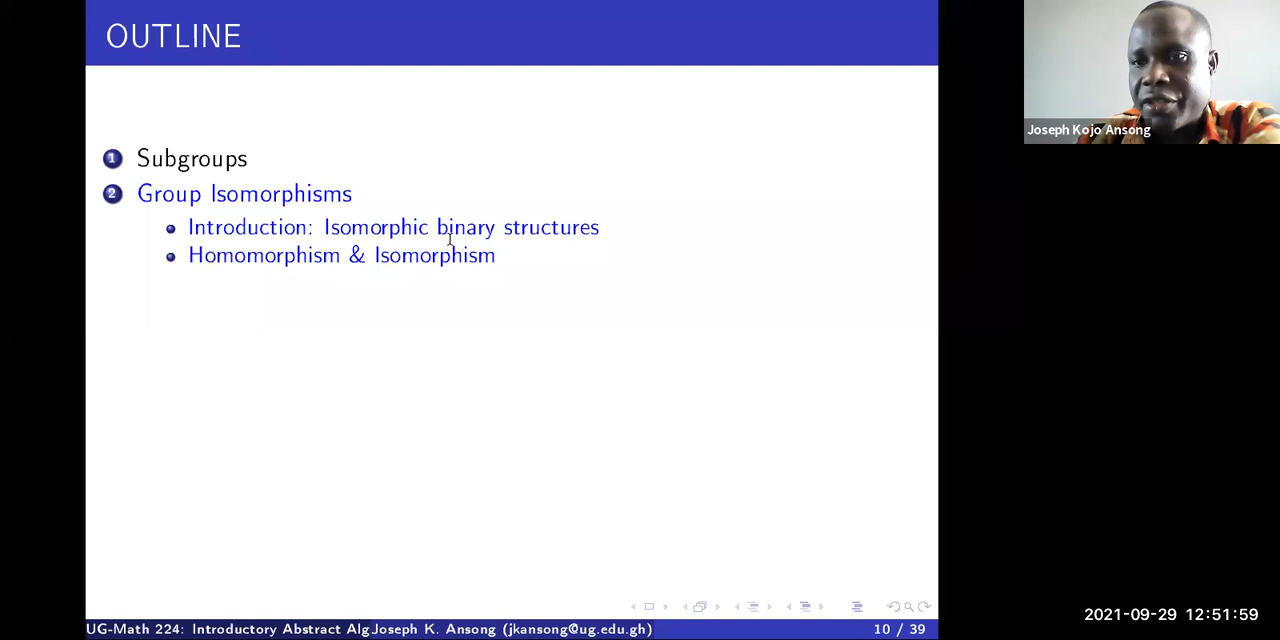 OUTLINE
Joseph Kojo Ansong
1 Subgroups
2 Group Isomorphisms
Introduction: Isomorphic binary structures
Homomorphism & Isomorphism
UG-Math 224: Introductory Abstract Alg Joseph K. Ansong (jkansong@ug.edu.gh)
10 / 39
2021-09-29 12:51:59